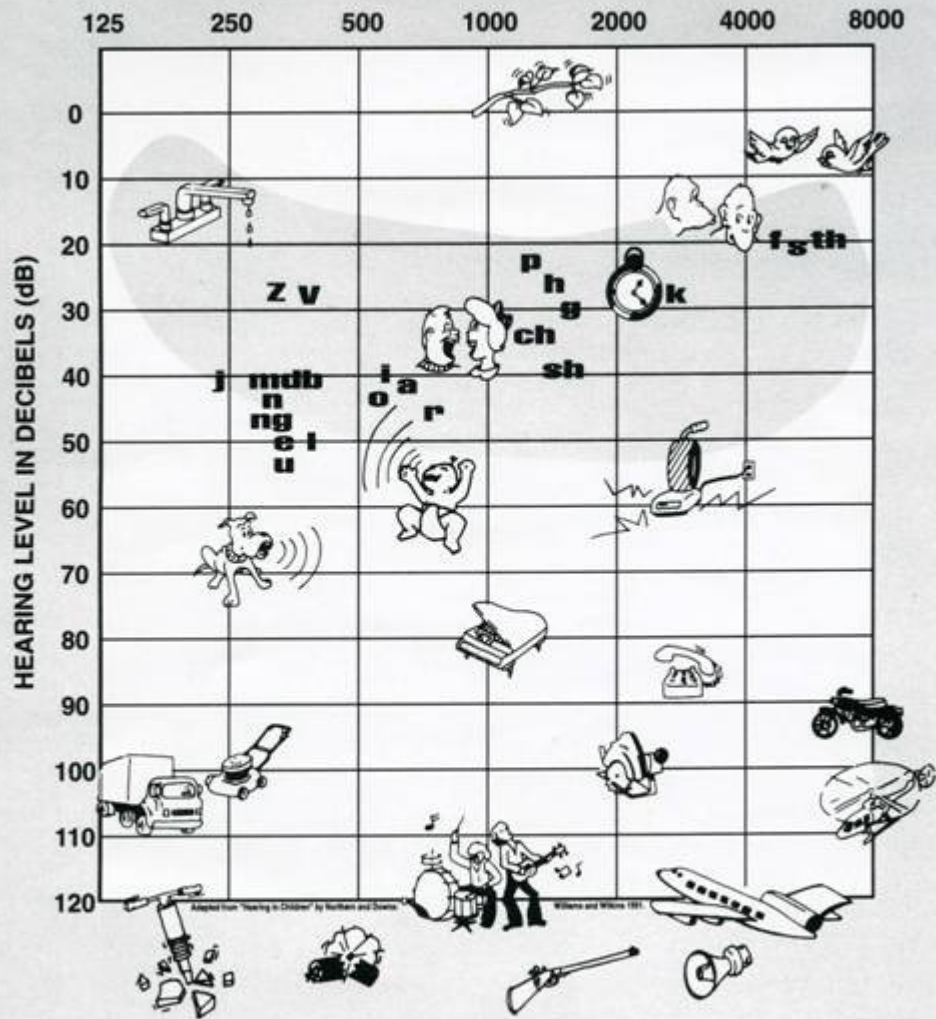 125 250 500 1000 2000 4000 8000
HEARING LEVEL IN DECIBELS (dB)
0
10
20
f s th
p
h
z v
k
30
g
ch
40
j mdb
i
sh
n
o a
ng
r
50
e l
u
60
70
80
90
100
110
120
Adapted from "Hearing in Children" by Northern and Downs. Williams and Wilkins 1991.